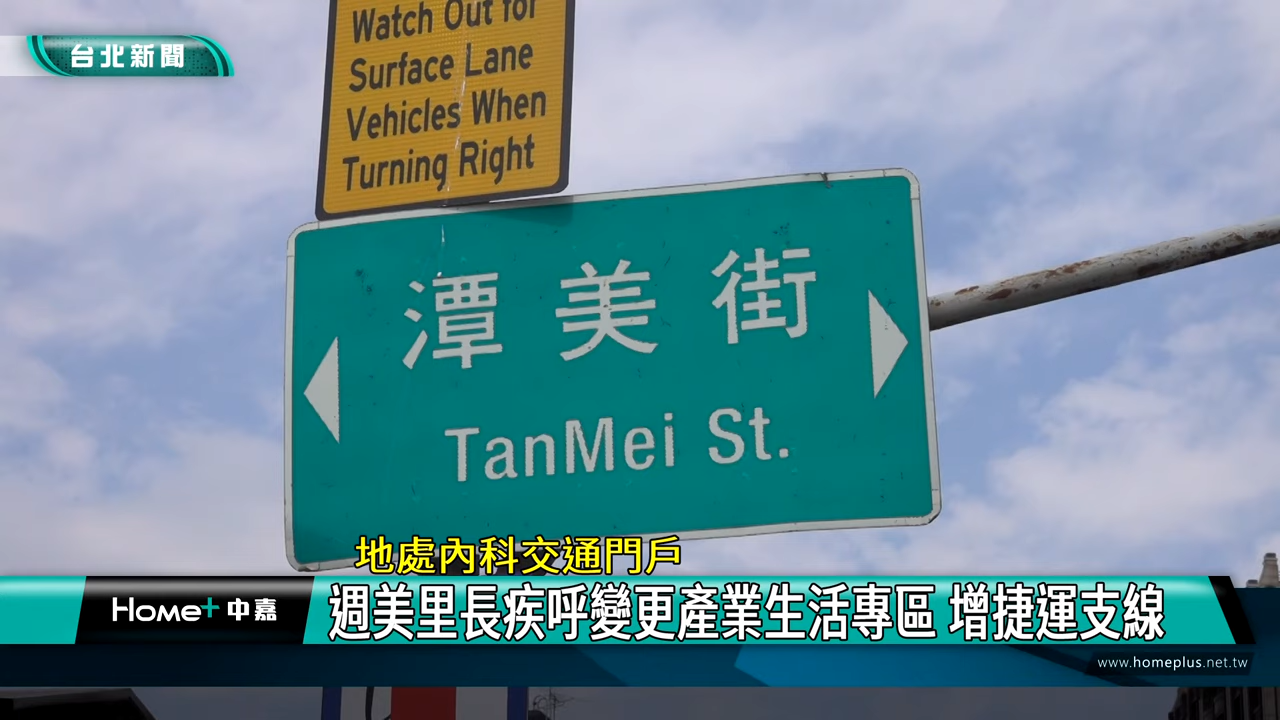 台北新聞
Watch Out for
Surface Lane
Vehicles When
Turning Right
潭美街
TanMei St.
地處內科交通門戶
Home+中嘉
週美里長疾呼變更產業生活專區 增捷運支線
www.homeplus.net.tw